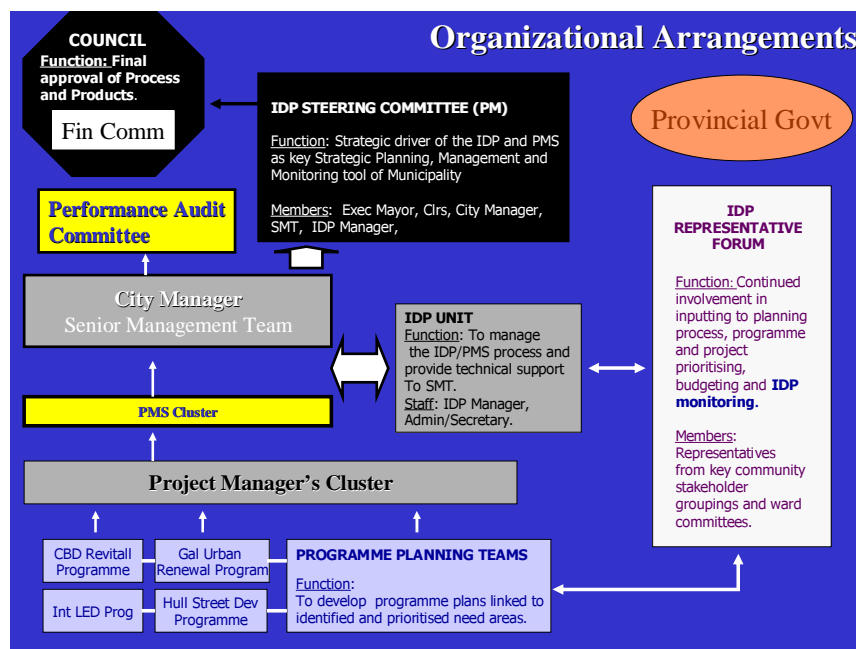 Organizational Arrangements
COUNCIL
Function: Final
approval of Process
and Products.
Fin Comm
IDP STEERING COMMITTEE (PM)
Function: Strategic driver of the IDP and PMS
as key Strategic Planning, Management and
Monitoring tool of Municipality
Members: Exec Mayor, Clrs, City Manager,
SMT, IDP Manager,
Provincial Govt
Performance Audit
Committee
City Manager
Senior Management Team
IDP UNIT
Function: To manage
the IDP/PMS process and
provide technical support
To SMT.
Staff: IDP Manager,
Admin/Secretary.
IDP
REPRESENTATIVE
FORUM
Function: Continued
involvement in
inputting to planning
process, programme
and project
prioritising,
budgeting and IDP
monitoring.
Members:
Representatives
from key community
stakeholder
groupings and ward
committees.
PMS Cluster
Project Manager's Cluster
CBD Revitall
Programme
Gal Urban
Renewal Program
Int LED Prog
Hull Street Dev
Programme
PROGRAMME PLANNING TEAMS
Function:
To develop programme plans linked to
identified and prioritised need areas.